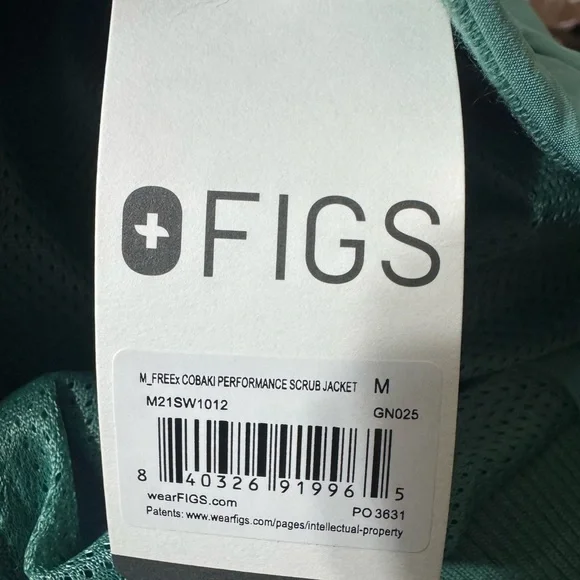 FIGS
M_FREEx COBAKI PERFORMANCE SCRUB JACKET M
M21SW1012 GN025
8 40326 91996 5
wearFIGS.com PO 3631
Patents: www.wearfigs.com/pages/intellectual-property